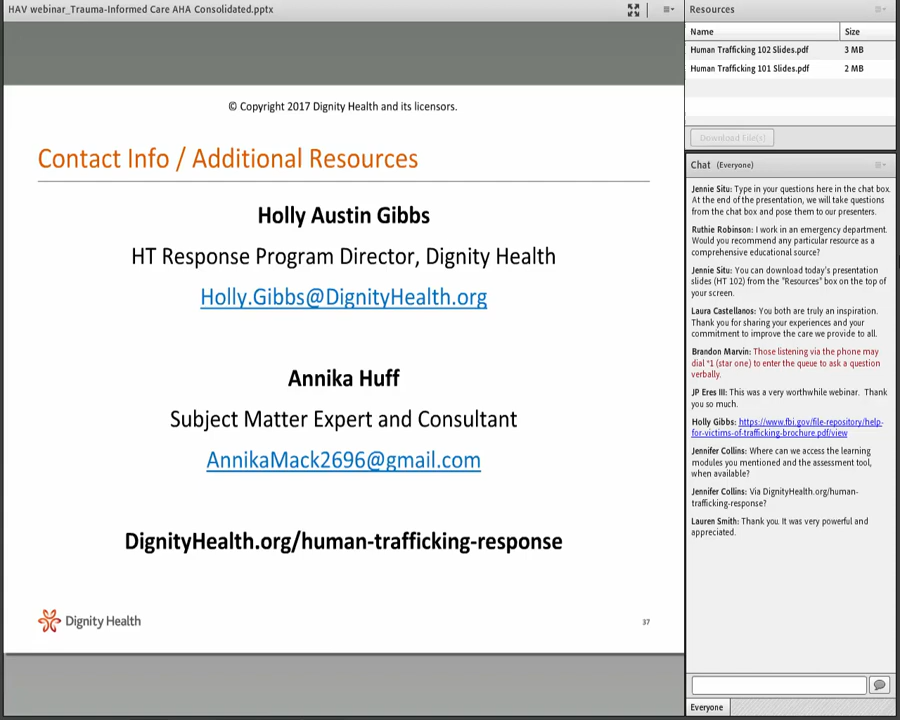 HAV webinar_Trauma-Informed Care AHA Consolidated.pptx
© Copyright 2017 Dignity Health and its licensors.
Contact Info / Additional Resources
Holly Austin Gibbs
HT Response Program Director, Dignity Health
Holly.Gibbs@DignityHealth.org
Annika Huff
Subject Matter Expert and Consultant
AnnikaMack2696@gmail.com
DignityHealth.org/human-trafficking-response
Dignity Health
37
Resources
Name Size
Human Trafficking 102 Slides.pdf 3 MB
Human Trafficking 101 Slides.pdf 2 MB
Download File(s)
Chat (Everyone)
Jennie Situ: Type in your questions here in the chat box.
At the end of the presentation, we will take questions
from the chat box and pose them to our presenters.
Ruthie Robinson: I work in an emergency department.
Would you recommend any particular resource as a
comprehensive educational source?
Jennie Situ: You can download today's presentation
slides (HT 102) from the "Resources" box on the top of
your screen.
Laura Castellanos: You both are truly an inspiration.
Thank you for sharing your experiences and your
commitment to improve the care we provide to all.
Brandon Marvin: Those listening via the phone may
dial *1 (star one) to enter the queue to ask a question
verbally.
JP Eres III: This was a very worthwhile webinar. Thank
you so much.
Holly Gibbs: https://www.fbi.gov/file-repository/help-
for-victims-of-trafficking-brochure.pdf/view
Jennifer Collins: Where can we access the learning
modules you mentioned and the assessment tool,
when available?
Jennifer Collins: Via DignityHealth.org/human-
trafficking-response?
Lauren Smith: Thank you. It was very powerful and
appreciated.
Everyone